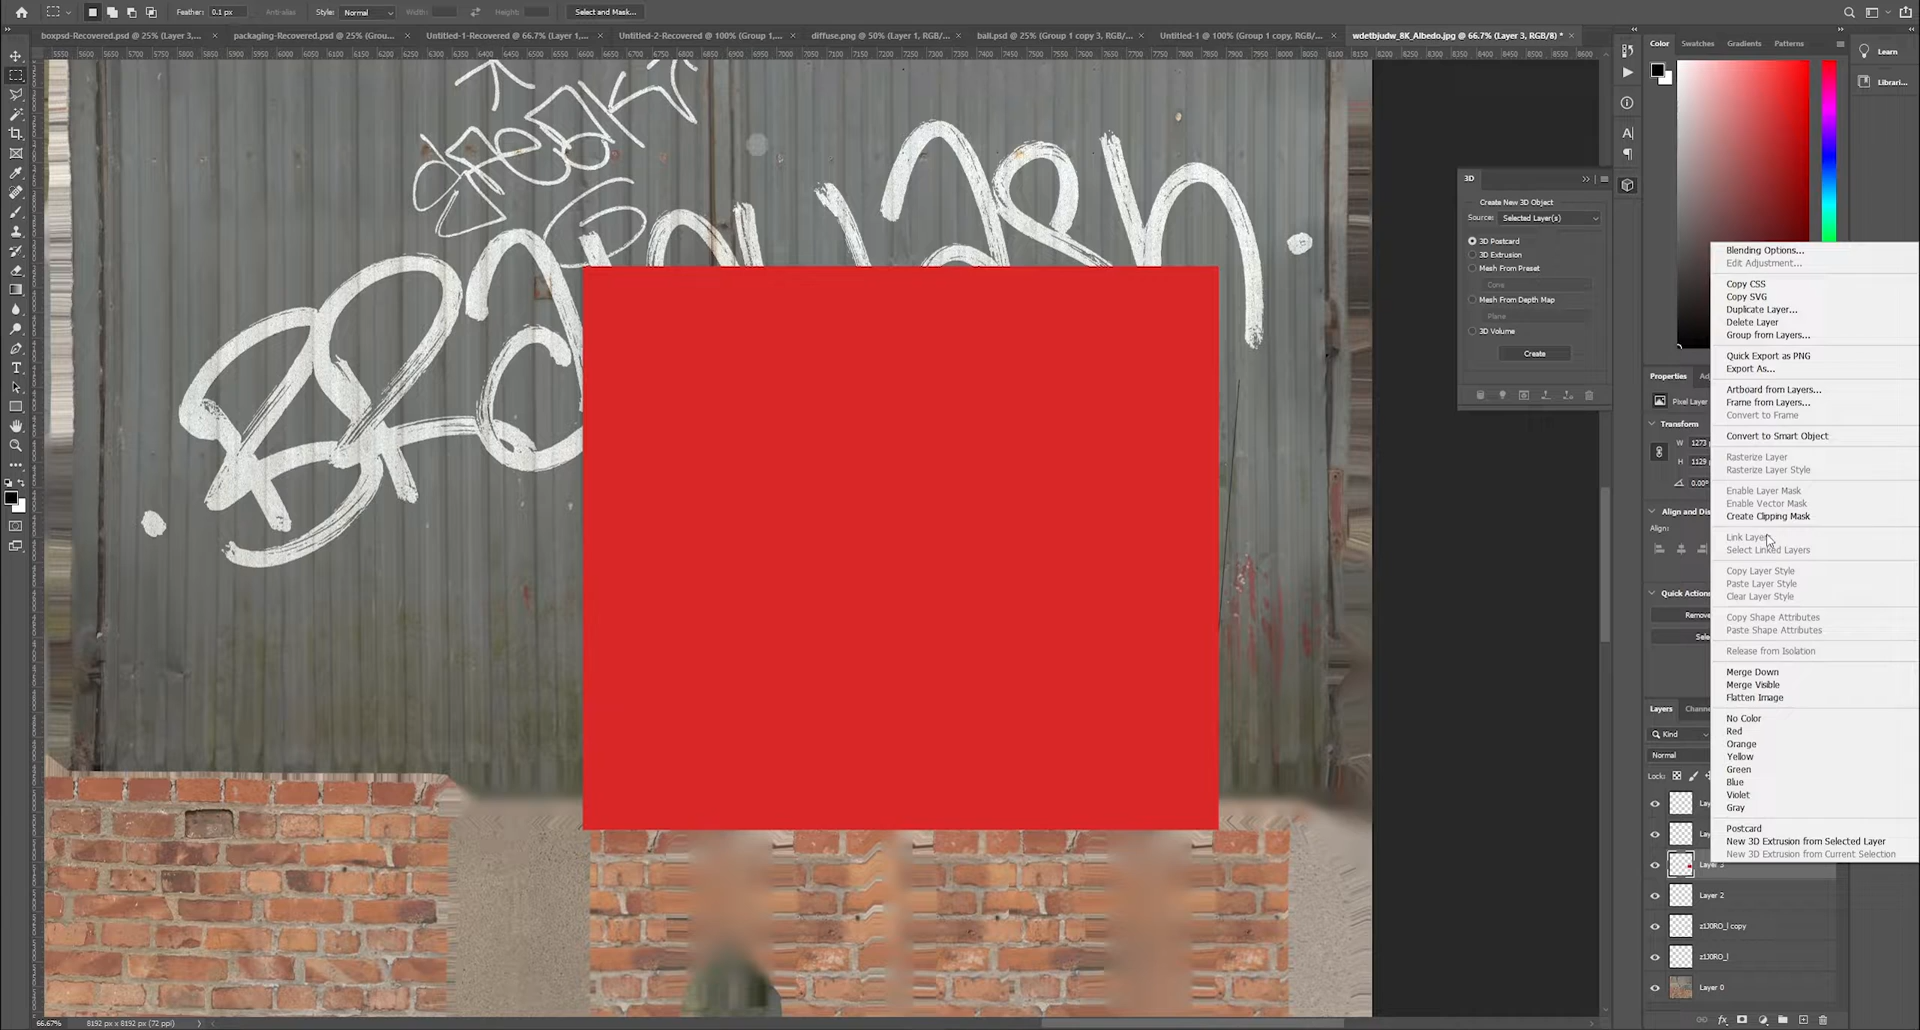 Feather: 0.1 px Anti-alias Style: Normal Width: Height: Select and Mask...
boxpsd-Recovered.psd @ 25% (Layer 3,... × packaging-Recovered.psd @ 25% (Grou... × Untitled-1-Recovered @ 66.7% (Layer 1,... × Untitled-2-Recovered @ 100% (Group 1,... × diffuse.png @ 50% (Layer 1, RGB/... × ball.psd @ 25% (Group 1 copy 3, RGB/... × Untitled-1 @ 100% (Group 1 copy, RGB/... × wdetbjudw_8K_Albedo.jpg @ 66.7% (Layer 3, RGB/8) * ×
Color Swatches Gradients Patterns
Learn
Librari...
3D
Create New 3D Object
Source: Selected Layer(s)
3D Postcard
3D Extrusion
Mesh From Preset
Cone
Mesh From Depth Map
Plane
3D Volume
Create
Blending Options...
Edit Adjustment...
Copy CSS
Copy SVG
Duplicate Layer...
Delete Layer
Group from Layers...
Quick Export as PNG
Export As...
Artboard from Layers...
Frame from Layers...
Convert to Frame
Convert to Smart Object
Rasterize Layer
Rasterize Layer Style
Enable Layer Mask
Enable Vector Mask
Create Clipping Mask
Link Layers
Select Linked Layers
Copy Layer Style
Paste Layer Style
Clear Layer Style
Copy Shape Attributes
Paste Shape Attributes
Release from Isolation
Merge Down
Merge Visible
Flatten Image
No Color
Red
Orange
Yellow
Green
Blue
Violet
Gray
Postcard
New 3D Extrusion from Selected Layer
New 3D Extrusion from Current Selection
Properties
Pixel Layer
Transform
W 1273
H 1129
0.00°
Align and Dis
Align:
Quick Actions
Layers Channe
Kind
Normal
Lock:
Layer 3
Layer 2
z1J0RO_l copy
z1J0RO_l
Layer 0
66.67% 8192 px x 8192 px (72 ppi)